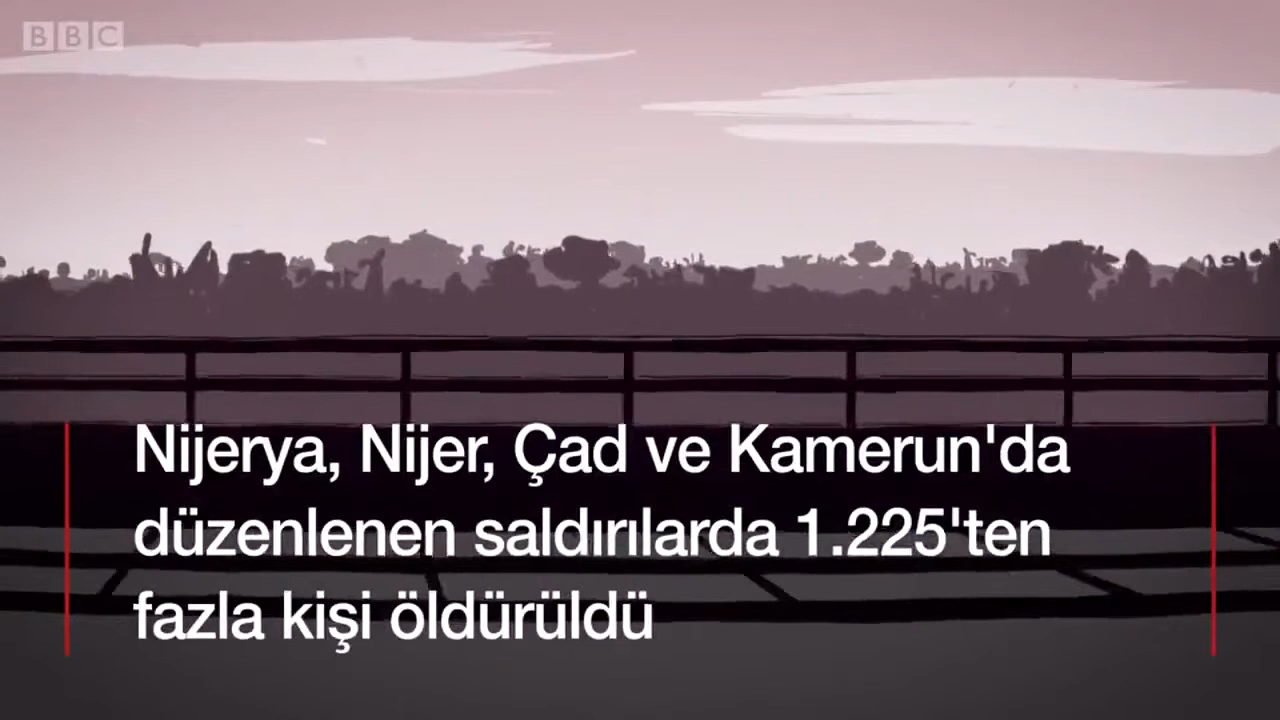 BBC
Nijerya, Nijer, Çad ve Kamerun'da
düzenlenen saldırılarda 1.225'ten
fazla kişi öldürüldü